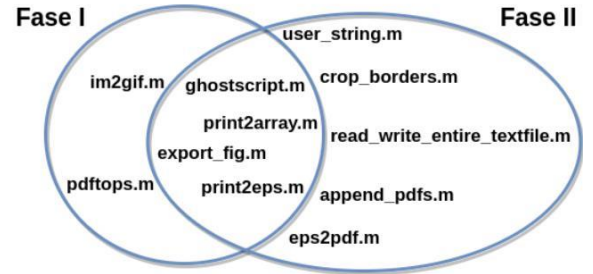 Fase I
Fase II
user_string.m
im2gif.m
ghostscript.m
crop_borders.m
print2array.m
read_write_entire_textfile.m
export_fig.m
pdftops.m
print2eps.m
append_pdfs.m
eps2pdf.m